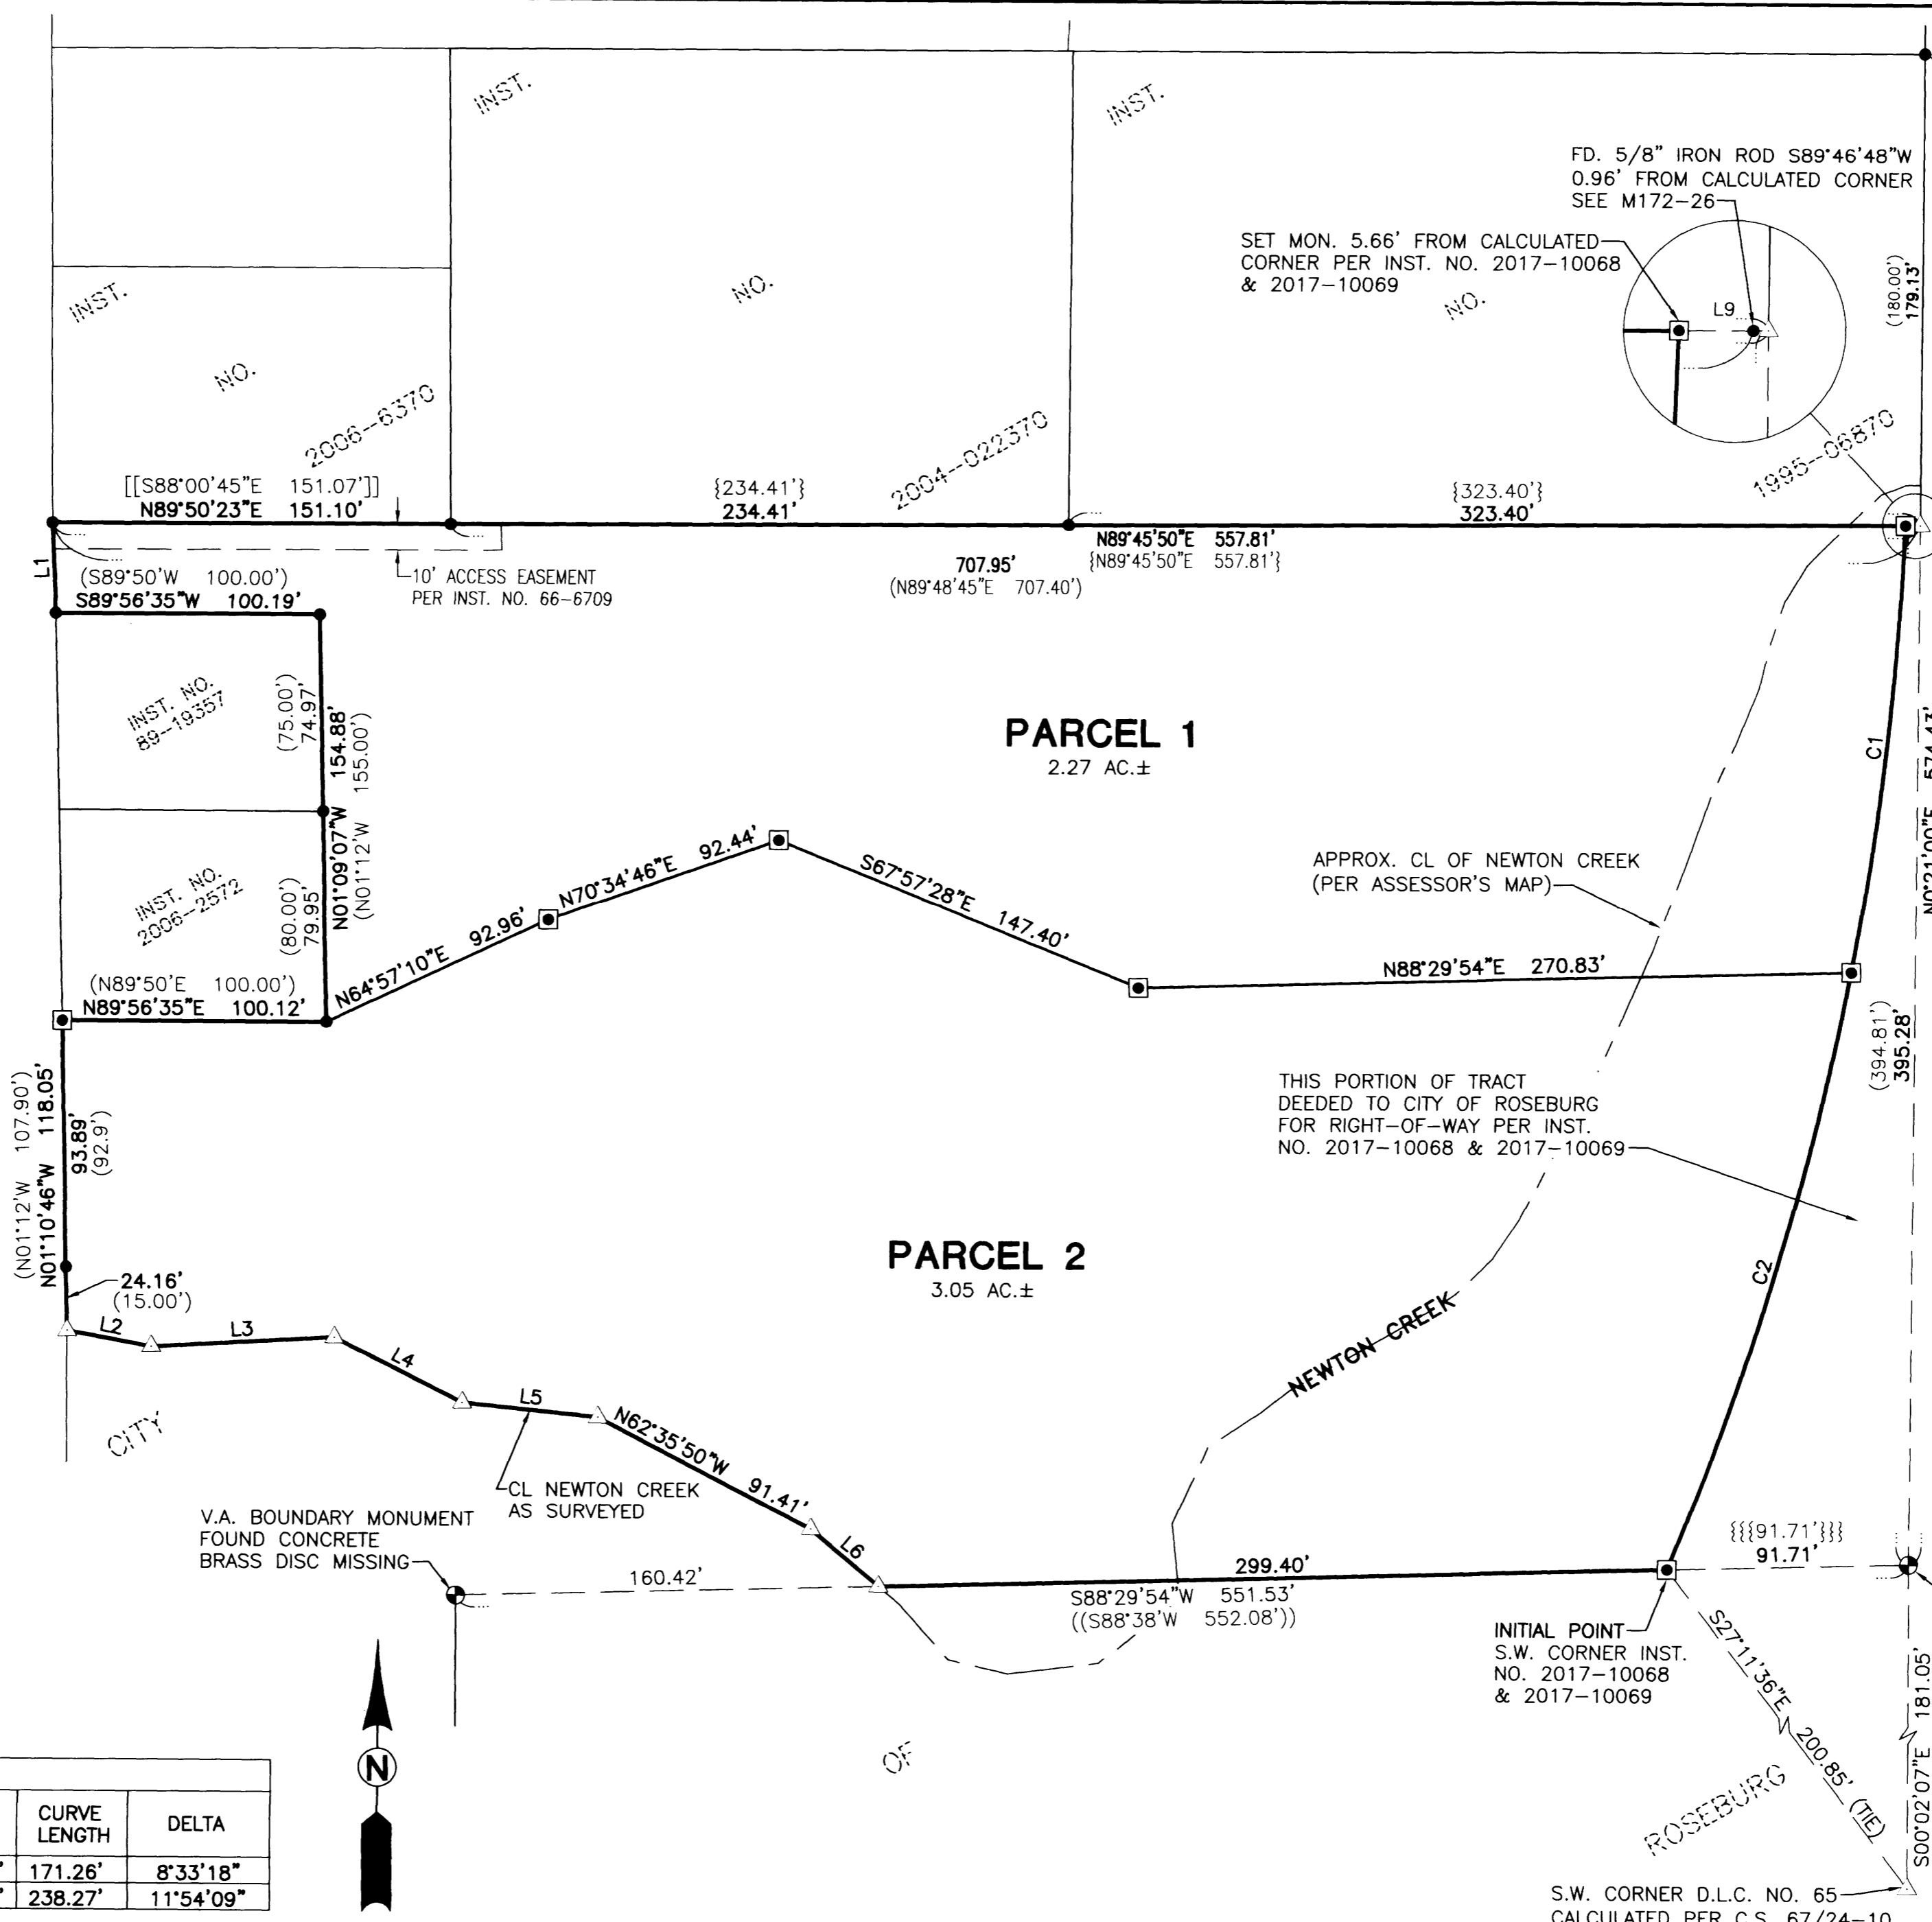 INST.
INST.
FD. 5/8" IRON ROD S89°46'48"W
0.96' FROM CALCULATED CORNER
SEE M172-26
SET MON. 5.66' FROM CALCULATED
CORNER PER INST. NO. 2017-10068
& 2017-10069
(180.00')
179.13'
INST.
NO.
NO.
L9
NO.
2006-6370
2004-022370
1995-06870
[[S88°00'45"E 151.07']]
N89°50'23"E 151.10'
{234.41'}
234.41'
{323.40'}
323.40'
N89°45'50"E 557.81'
{N89°45'50"E 557.81'}
707.95'
(N89°48'45"E 707.40')
L1
10' ACCESS EASEMENT
PER INST. NO. 66-6709
(S89°50'W 100.00')
S89°56'35"W 100.19'
INST. NO.
89-19357
(75.00')
74.97'
154.88'
155.00')
N01°09'07"W
(N01°12'W
PARCEL 1
2.27 AC.±
C1
N0°21'00"E 574.43'
INST. NO.
2006-2572
(80.00')
79.95'
N64°57'10"E 92.96'
N70°34'46"E 92.44'
S67°57'28"E 147.40'
N88°29'54"E 270.83'
APPROX. CL OF NEWTON CREEK
(PER ASSESSOR'S MAP)
(N89°50'E 100.00')
N89°56'35"E 100.12'
(394.81')
395.28'
(N01°12'W 107.90')
N01°10'46"W 118.05'
93.89'
(92.9')
THIS PORTION OF TRACT
DEEDED TO CITY OF ROSEBURG
FOR RIGHT-OF-WAY PER INST.
NO. 2017-10068 & 2017-10069
PARCEL 2
3.05 AC.±
C2
24.16'
(15.00')
L2
L3
L4
L5
NEWTON CREEK
CITY
N62°35'50"W 91.41'
CL NEWTON CREEK
AS SURVEYED
L6
V.A. BOUNDARY MONUMENT
FOUND CONCRETE
BRASS DISC MISSING
160.42'
299.40'
S88°29'54"W 551.53'
((S88°38'W 552.08'))
{{{91.71'}}}
91.71'
INITIAL POINT
S.W. CORNER INST.
NO. 2017-10068
& 2017-10069
S27°11'36"E 200.85' (TIE)
S00°02'07"E 181.05'
N
OF
ROSEBURG
CURVE
LENGTH
DELTA
171.26' 8°33'18"
238.27' 11°54'09"
S.W. CORNER D.L.C. NO. 65
CALCULATED PER C.S. 67/24-10